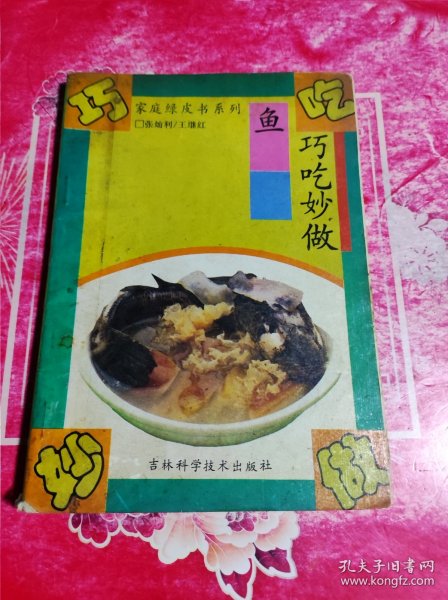 巧
吃
家庭绿皮书系列
□张灿利/王继红
鱼
巧吃妙做
吉林科学技术出版社
妙
做
孔夫子旧书网
www.kongfz.com